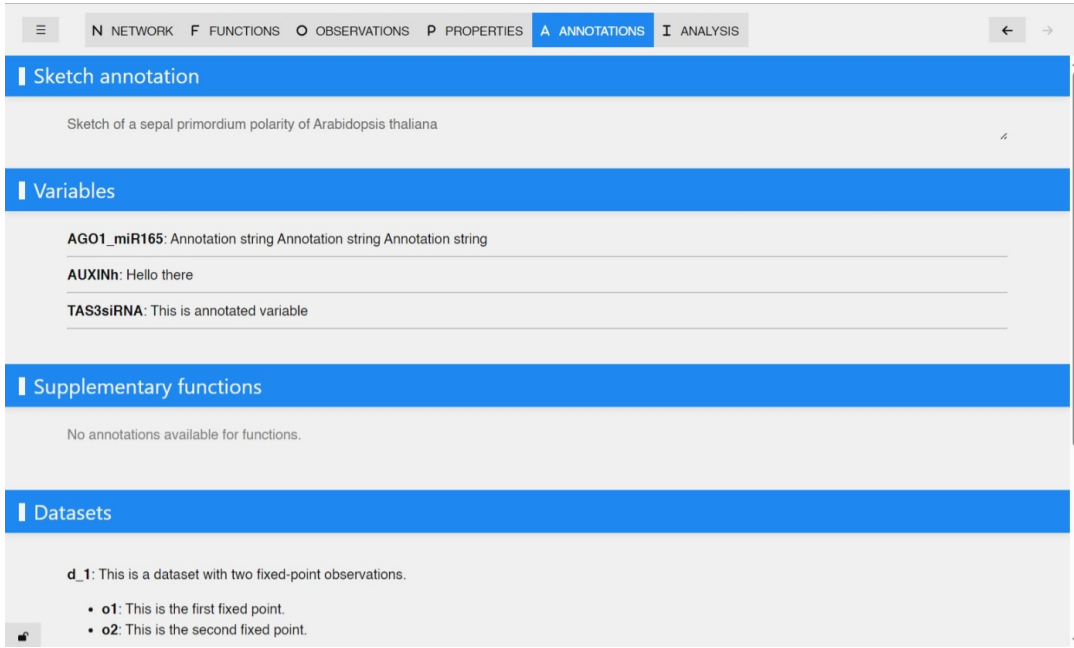 N NETWORK F FUNCTIONS O OBSERVATIONS P PROPERTIES A ANNOTATIONS I ANALYSIS
Sketch annotation
Sketch of a sepal primordium polarity of Arabidopsis thaliana
Variables
AGO1_miR165: Annotation string Annotation string Annotation string
AUXINh: Hello there
TAS3siRNA: This is annotated variable
Supplementary functions
No annotations available for functions.
Datasets
d_1: This is a dataset with two fixed-point observations.
• o1: This is the first fixed point.
• o2: This is the second fixed point.